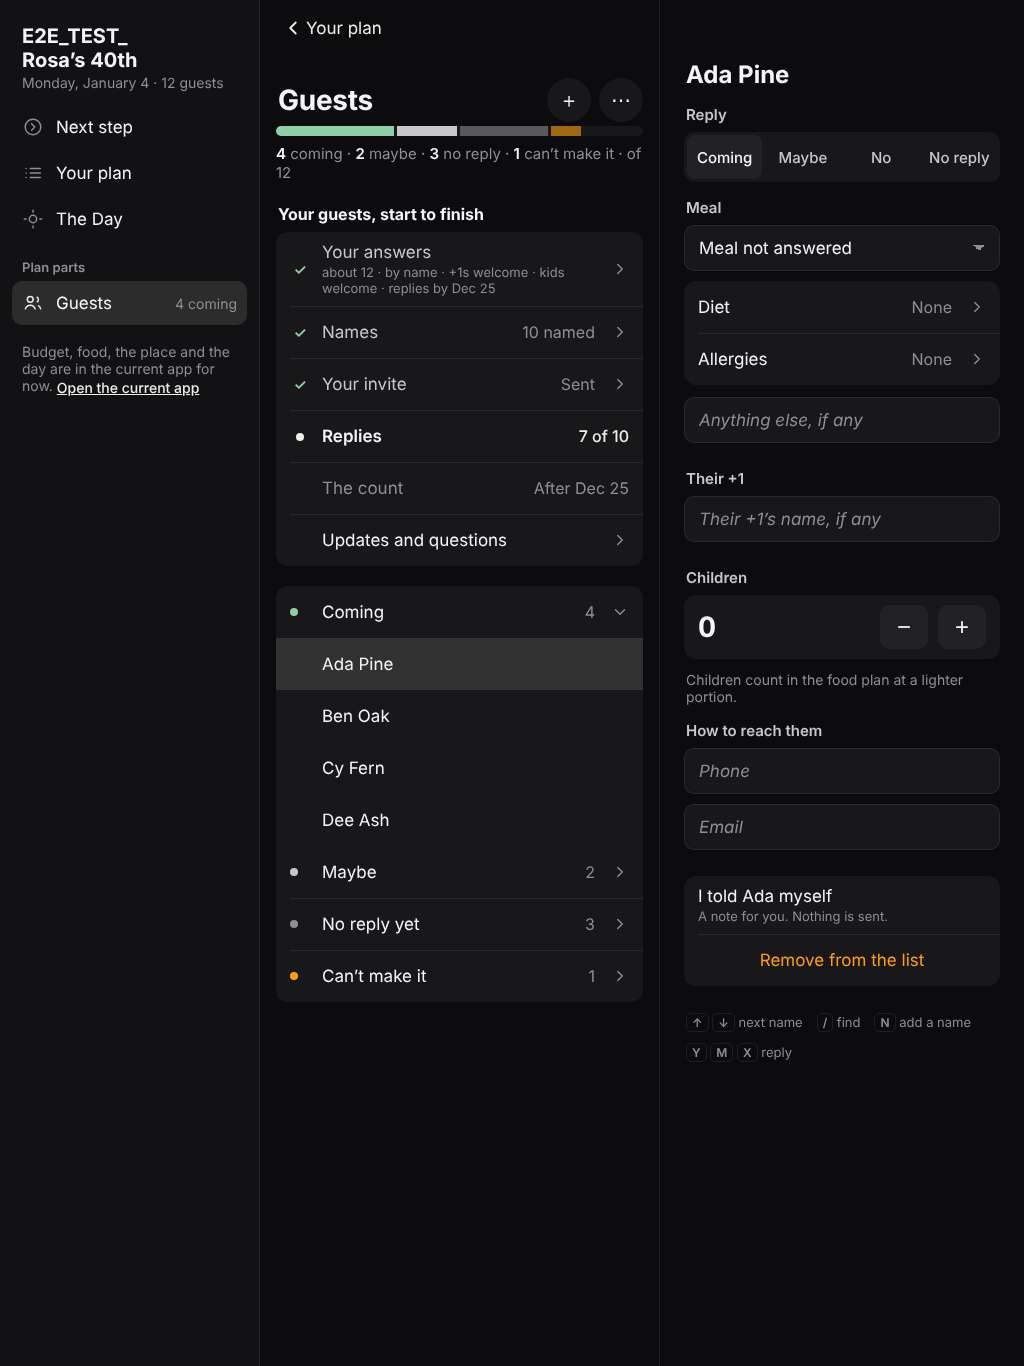 E2E_TEST_
Rosa’s 40th
Monday, January 4 · 12 guests
Next step
Your plan
The Day
Plan parts
Guests 4 coming
Budget, food, the place and the
day are in the current app for
now. Open the current app
Your plan
Guests
+ ···
4 coming · 2 maybe · 3 no reply · 1 can’t make it · of
12
Your guests, start to finish
Your answers
about 12 · by name · +1s welcome · kids
welcome · replies by Dec 25
Names 10 named
Your invite Sent
Replies 7 of 10
The count After Dec 25
Updates and questions
Coming 4
Ada Pine
Ben Oak
Cy Fern
Dee Ash
Maybe 2
No reply yet 3
Can’t make it 1
Ada Pine
Reply
Coming Maybe No No reply
Meal
Meal not answered
Diet None
Allergies None
Anything else, if any
Their +1
Their +1’s name, if any
Children
0 − +
Children count in the food plan at a lighter
portion.
How to reach them
Phone
Email
I told Ada myself
A note for you. Nothing is sent.
Remove from the list
↑ ↓ next name / find N add a name
Y M X reply